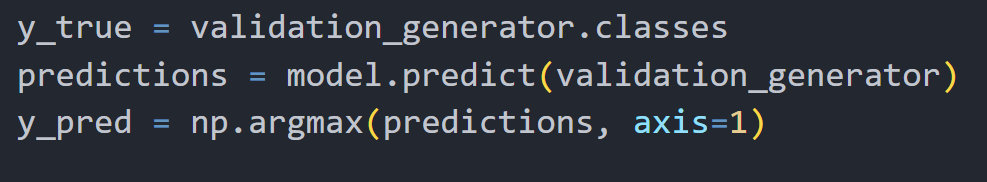 y_true = validation_generator.classes
predictions = model.predict(validation_generator)
y_pred = np.argmax(predictions, axis=1)